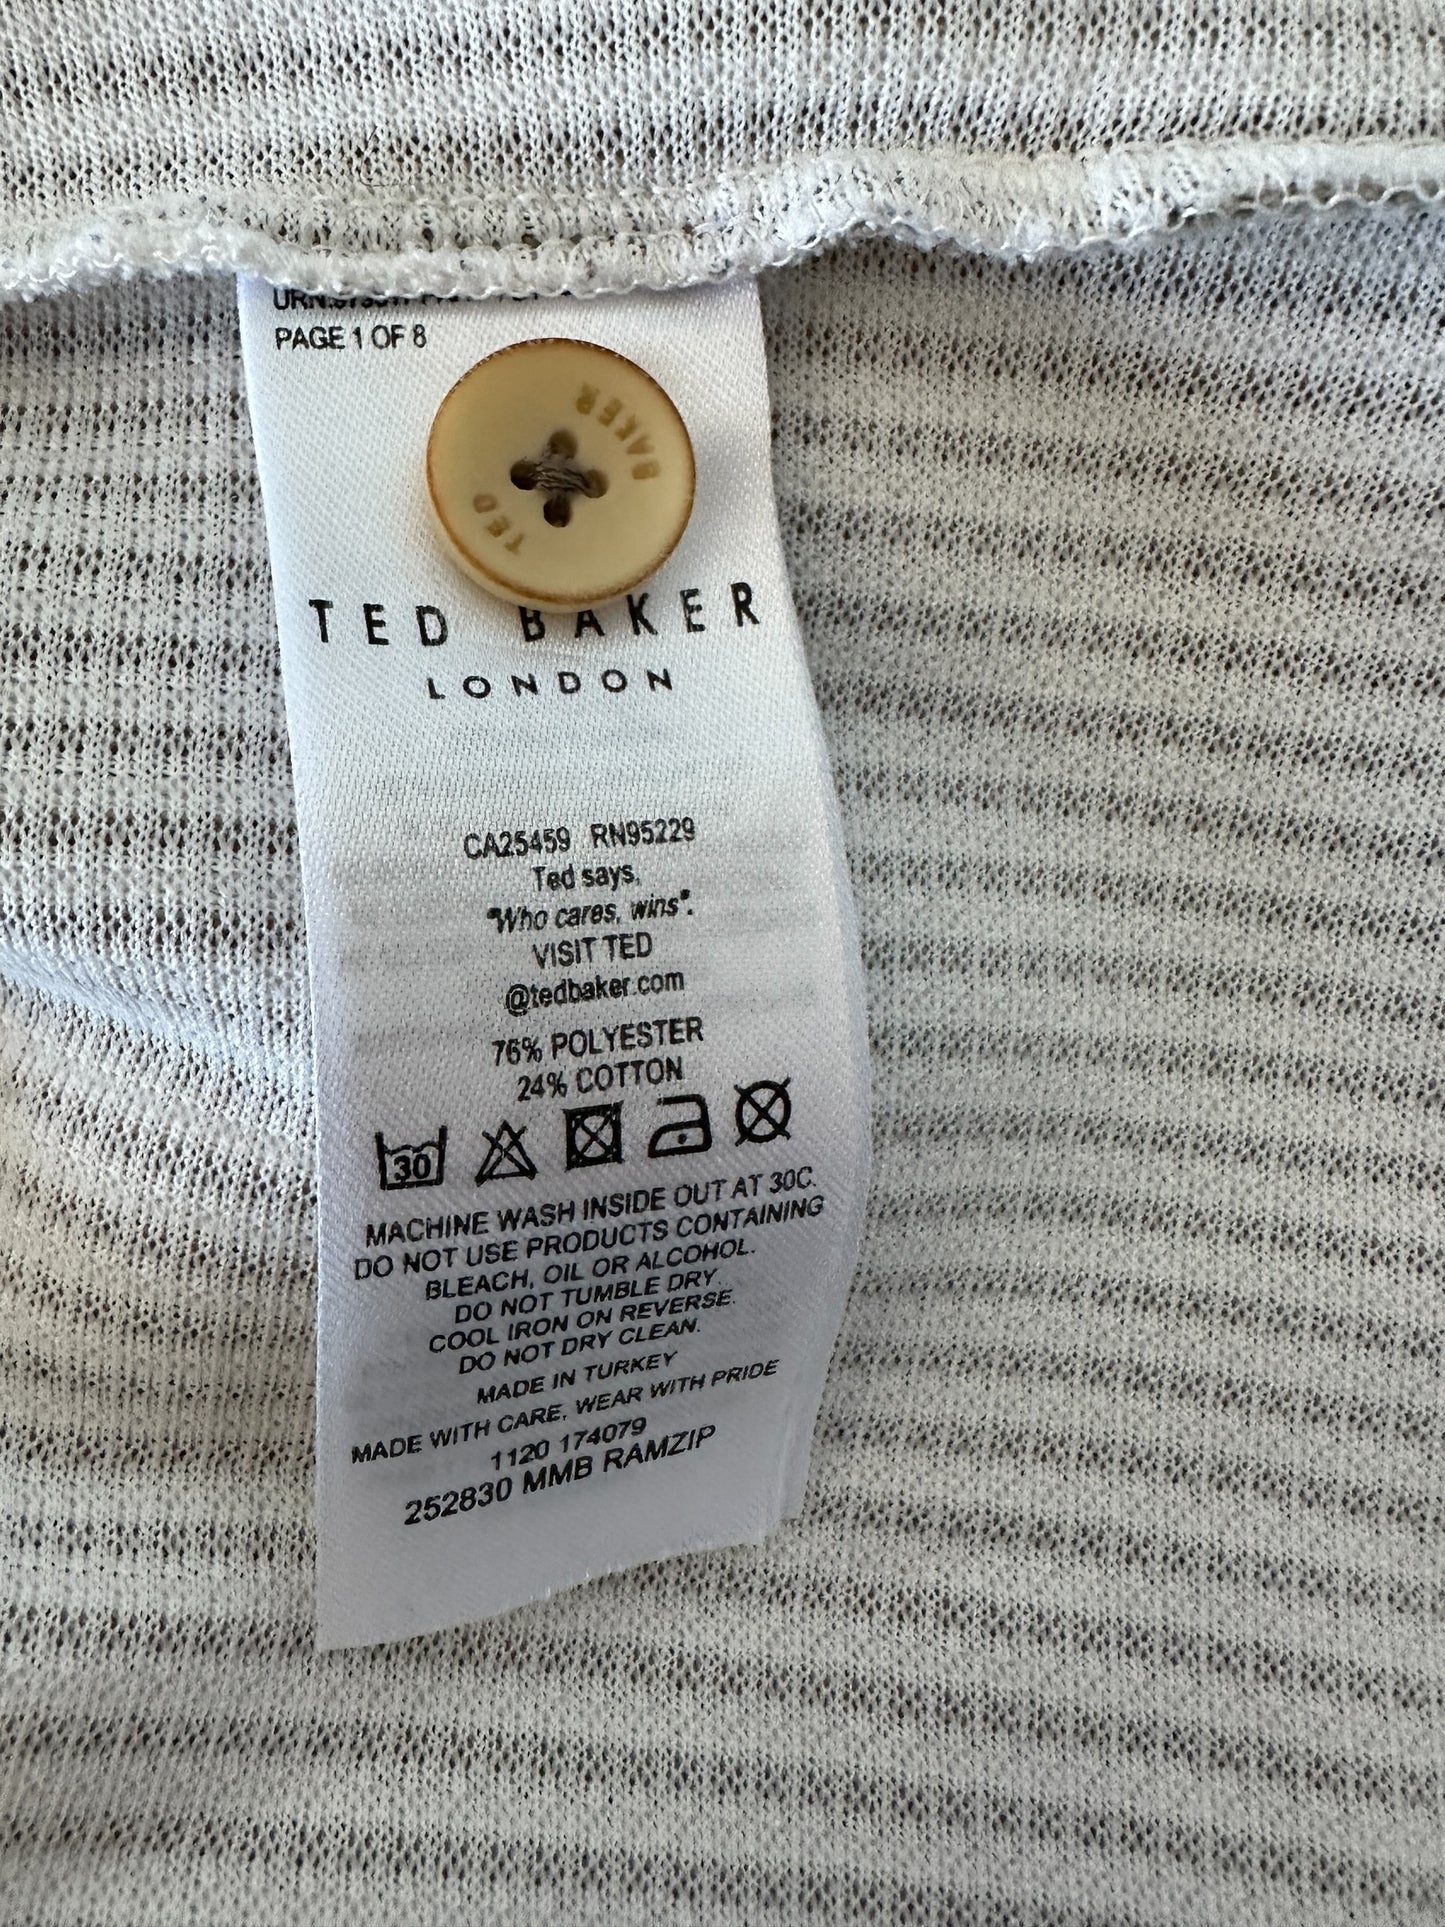 PAGE 1 OF 8
TED BAKER
TED BAKER
LONDON
CA25459 RN95229
Ted says,
"Who cares, wins".
VISIT TED
@tedbaker.com
76% POLYESTER
24% COTTON
30
MACHINE WASH INSIDE OUT AT 30C.
DO NOT USE PRODUCTS CONTAINING
BLEACH, OIL OR ALCOHOL.
DO NOT TUMBLE DRY.
COOL IRON ON REVERSE.
DO NOT DRY CLEAN.
MADE IN TURKEY
MADE WITH CARE, WEAR WITH PRIDE
1120 174079
252830 MMB RAMZIP